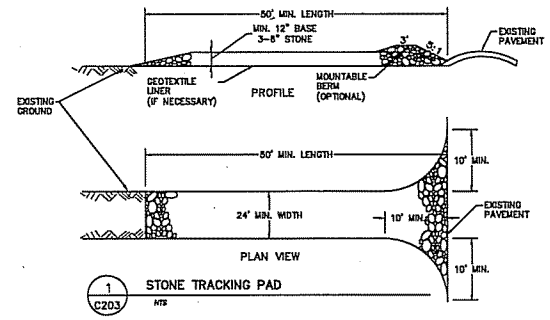 50' MIN. LENGTH
MIN. 12" BASE
3-8" STONE
3'
5:1
EXISTING
PAVEMENT
GEOTEXTILE
LINER
(IF NECESSARY)
MOUNTABLE
BERM
(OPTIONAL)
PROFILE
EXISTING
GROUND
50' MIN. LENGTH
10' MIN.
24' MIN. WIDTH
10' MIN.
EXISTING
PAVEMENT
PLAN VIEW
10' MIN.
1
C203
STONE TRACKING PAD
NTS